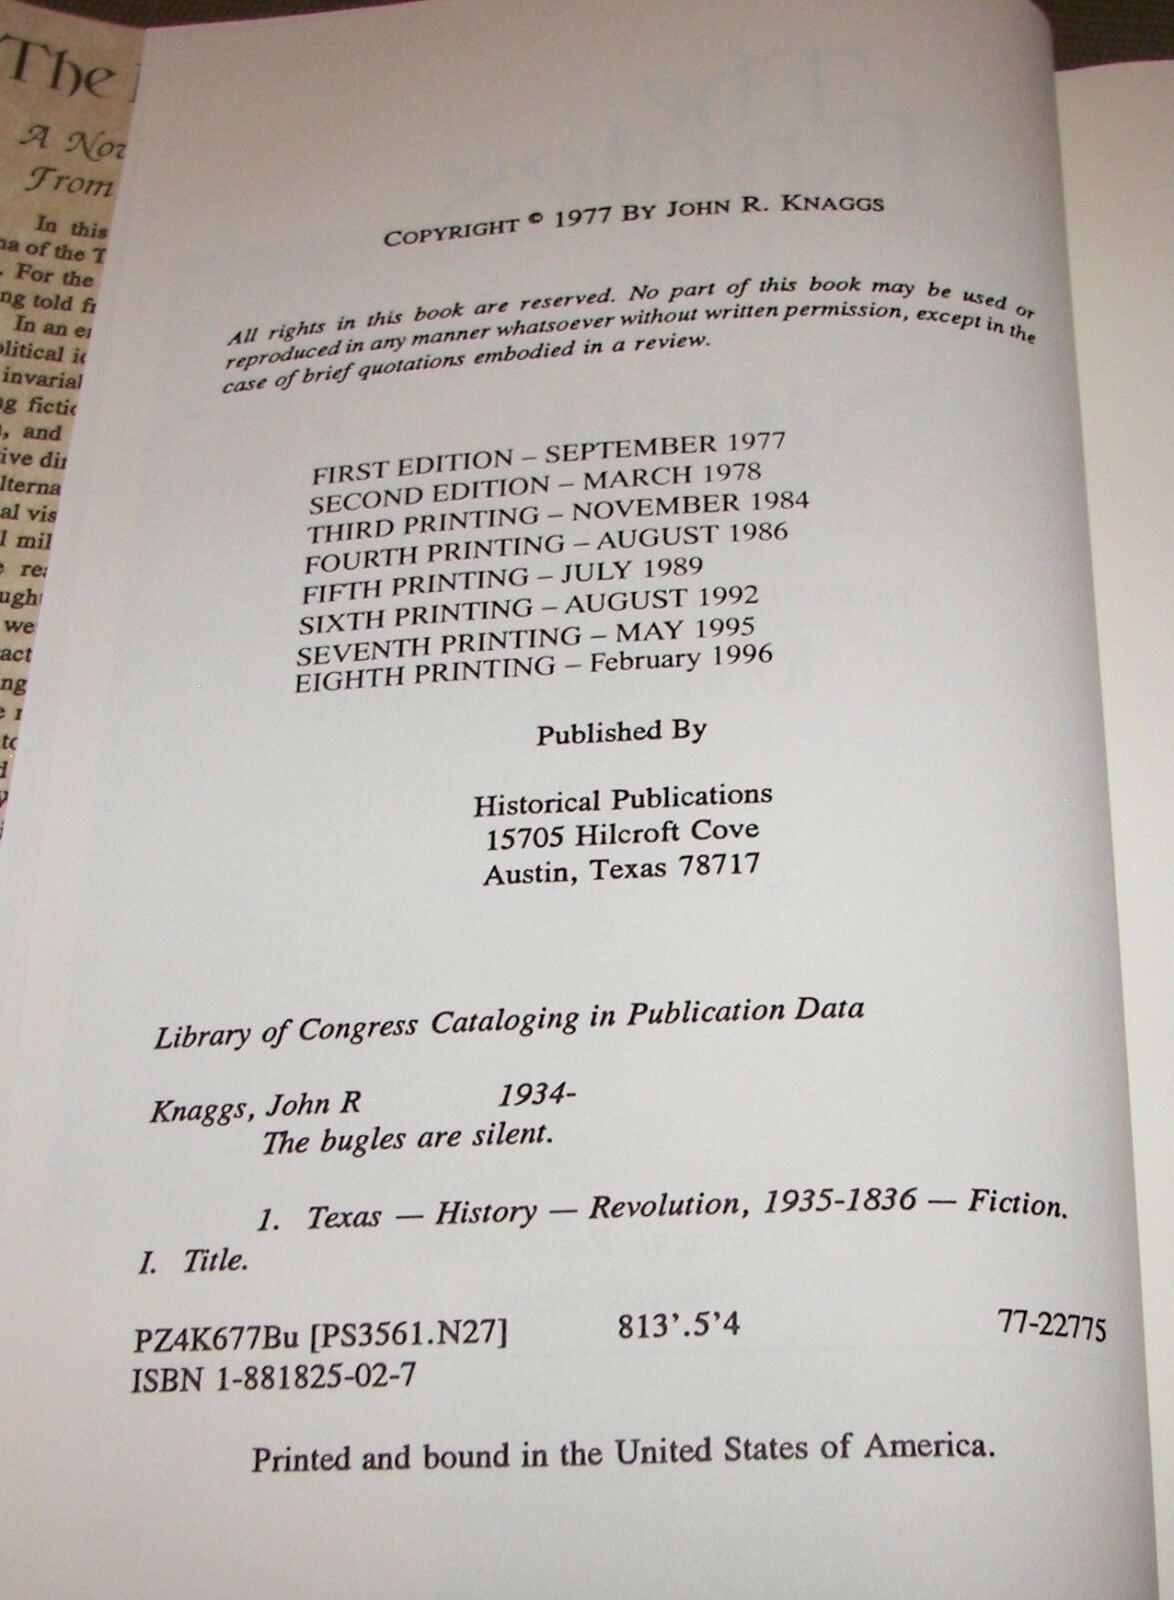 The
A
From
In this
of the
For the
told
In an
invarial
and
we
COPYRIGHT © 1977 BY JOHN R. KNAGGS
All rights in this book are reserved. No part of this book may be used or
reproduced in any manner whatsoever without written permission, except in the
case of brief quotations embodied in a review.
FIRST EDITION – SEPTEMBER 1977
SECOND EDITION – MARCH 1978
THIRD PRINTING – NOVEMBER 1984
FOURTH PRINTING – AUGUST 1986
FIFTH PRINTING – JULY 1989
SIXTH PRINTING – AUGUST 1992
SEVENTH PRINTING – MAY 1995
EIGHTH PRINTING – February 1996
Published By
Historical Publications
15705 Hilcroft Cove
Austin, Texas 78717
Library of Congress Cataloging in Publication Data
Knaggs, John R 1934-
The bugles are silent.
1. Texas — History — Revolution, 1935-1836 — Fiction.
I. Title.
PZ4K677Bu [PS3561.N27] 813'.5'4 77-22775
ISBN 1-881825-02-7
Printed and bound in the United States of America.